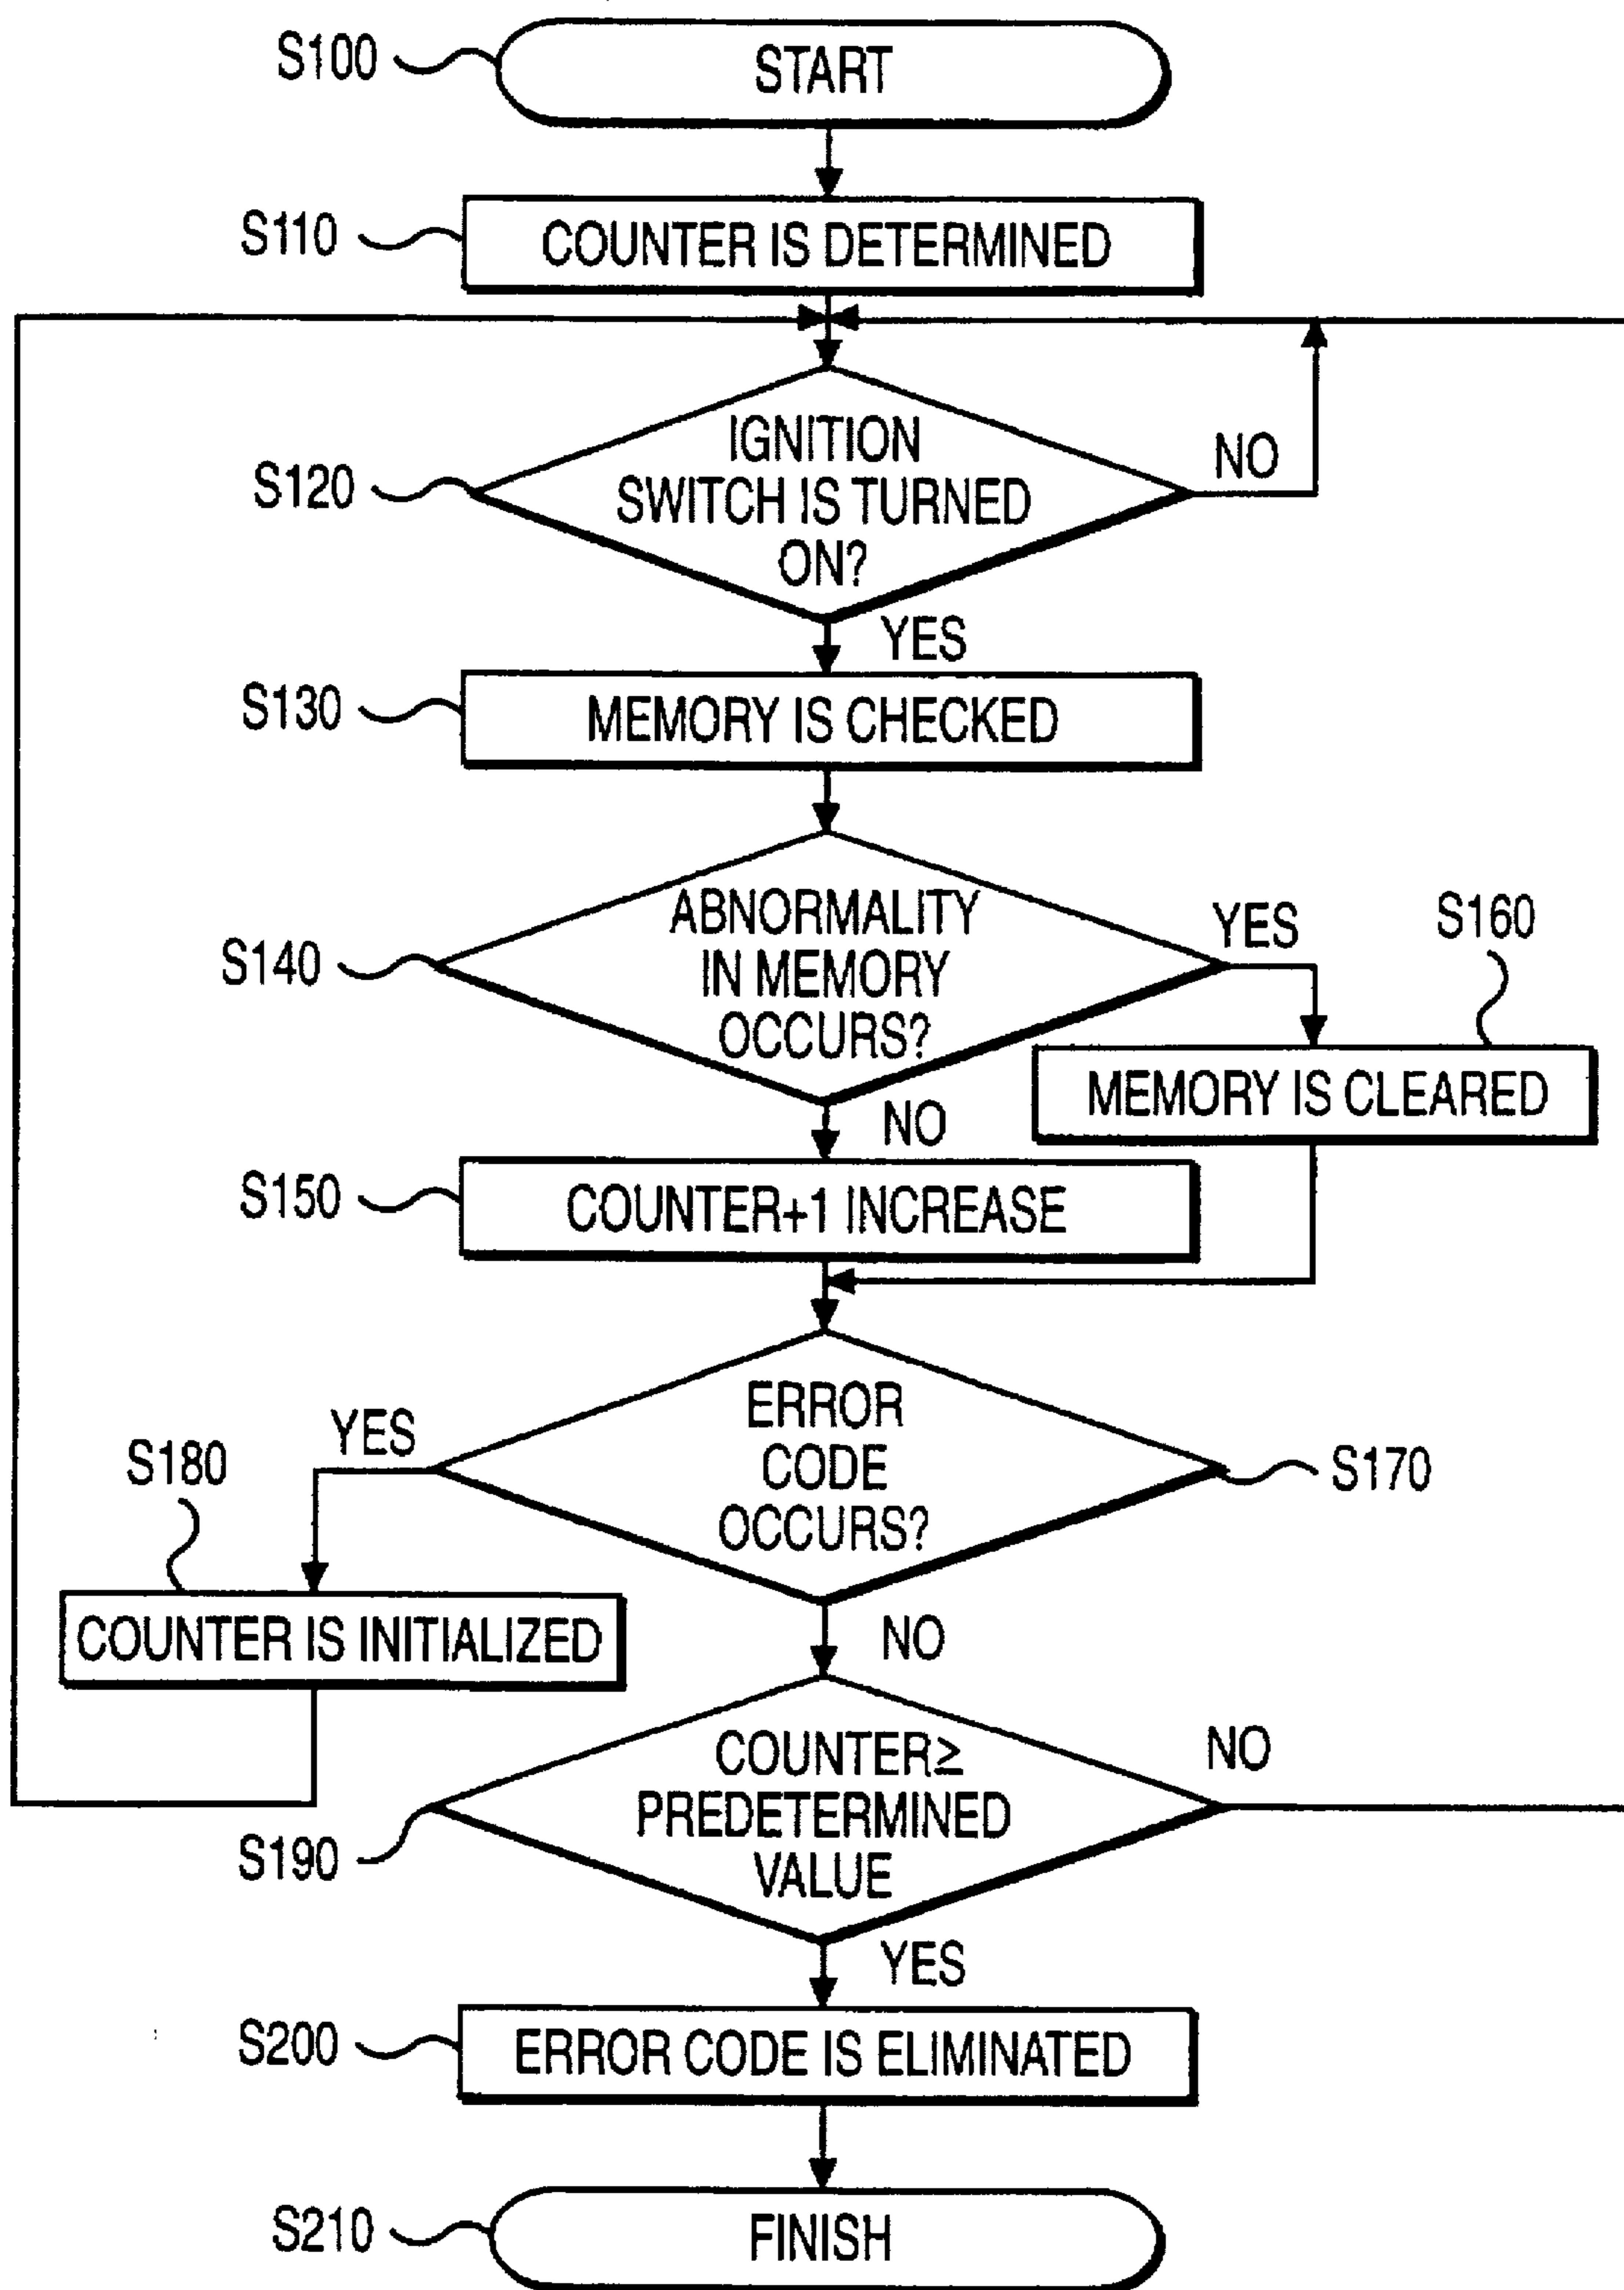 S100
START
S110
COUNTER IS DETERMINED
S120
IGNITION
SWITCH IS TURNED
ON?
NO
YES
S130
MEMORY IS CHECKED
S140
ABNORMALITY
IN MEMORY
OCCURS?
YES
S160
MEMORY IS CLEARED
NO
S150
COUNTER+1 INCREASE
S170
ERROR
CODE
OCCURS?
YES
S180
COUNTER IS INITIALIZED
NO
S190
COUNTER≥
PREDETERMINED
VALUE
NO
YES
S200
ERROR CODE IS ELIMINATED
S210
FINISH